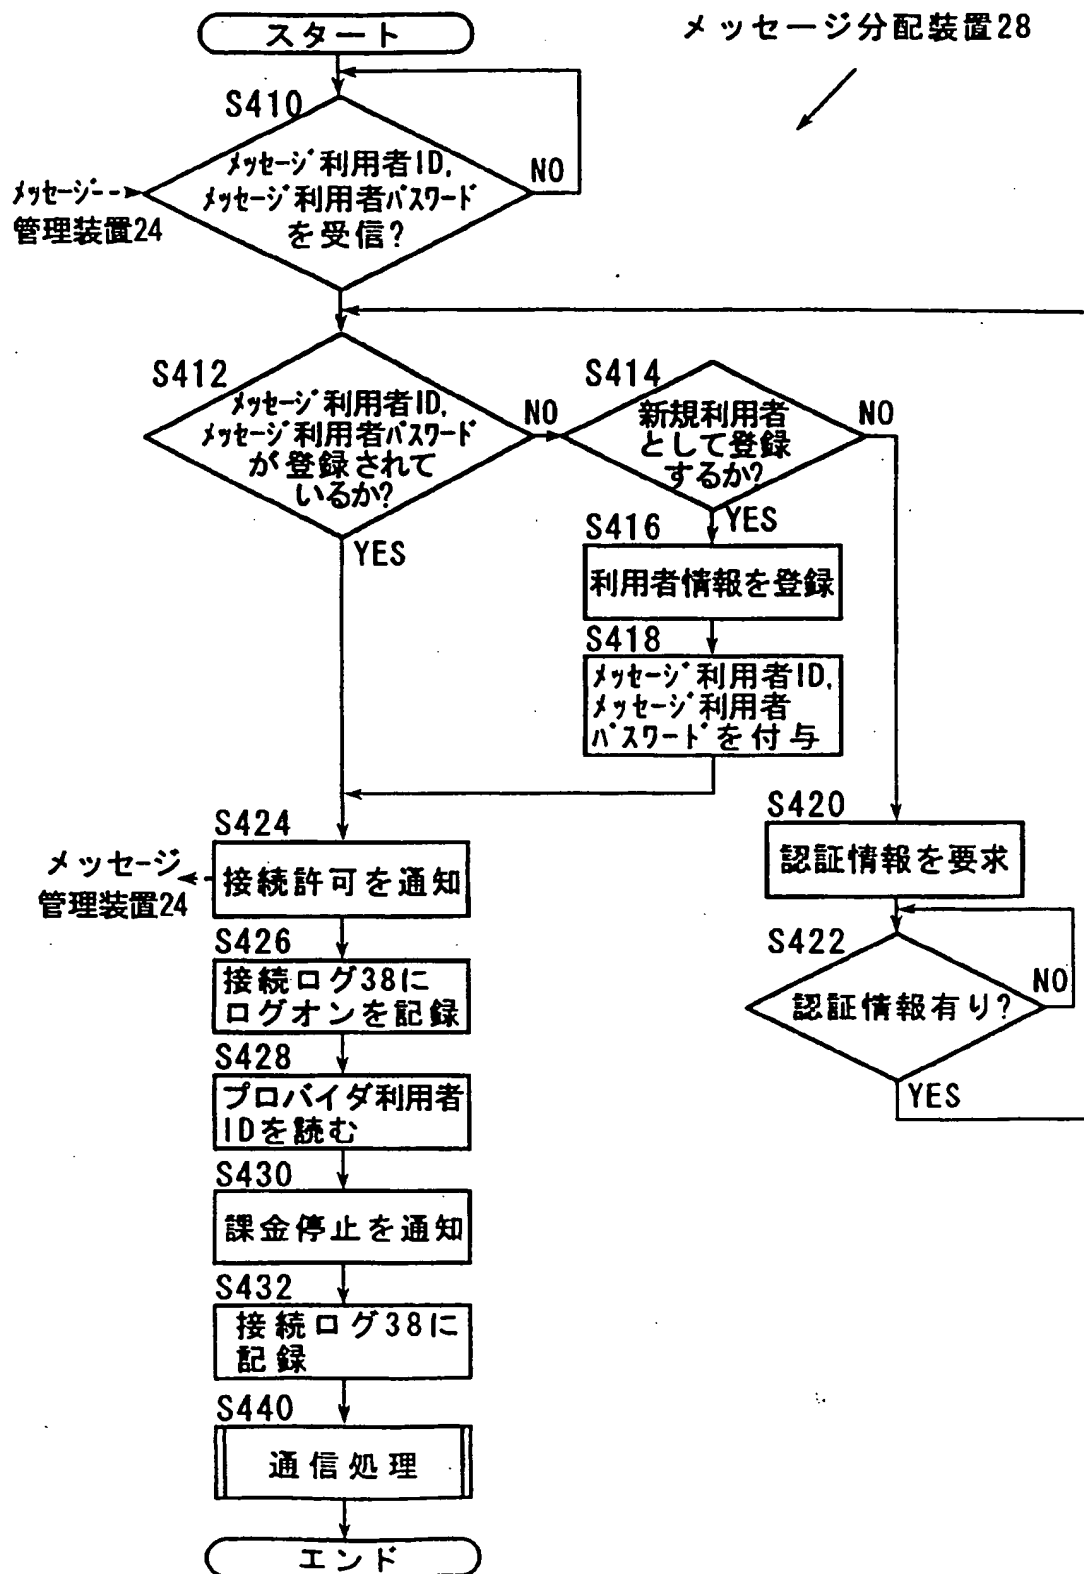 メッセージ分配装置28
スタート
S410
メッセージ利用者ID,
メッセージ利用者パスワード
を受信?
NO
メッセージ
管理装置24
S412
メッセージ利用者ID,
メッセージ利用者パスワード
が登録されて
いるか?
NO
YES
S414
新規利用者
として登録
するか?
NO
YES
S416
利用者情報を登録
S418
メッセージ利用者ID,
メッセージ利用者
パスワードを付与
S420
認証情報を要求
S422
認証情報有り?
NO
YES
S424
接続許可を通知
メッセージ
管理装置24
S426
接続ログ38に
ログオンを記録
S428
プロバイダ利用者
IDを読む
S430
課金停止を通知
S432
接続ログ38に
記録
S440
通信処理
エンド